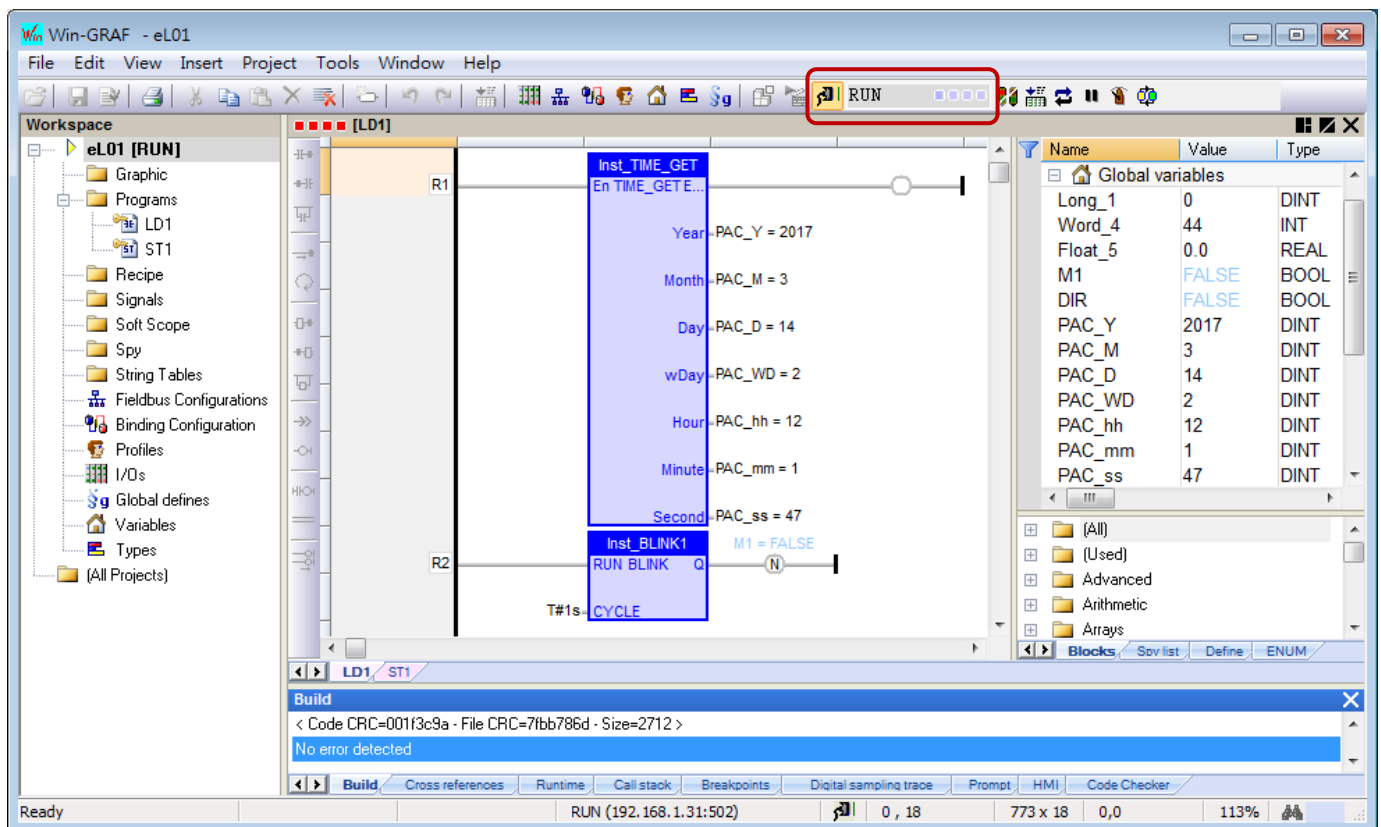 Win-GRAF - eL01
File Edit View Insert Project Tools Window Help
RUN
Workspace
eL01 [RUN]
Graphic
Programs
LD1
ST1
Recipe
Signals
Soft Scope
Spy
String Tables
Fieldbus Configurations
Binding Configuration
Profiles
I/Os
Global defines
Variables
Types
(All Projects)
[LD1]
R1
Inst_TIME_GET
En TIME_GET E...
Year PAC_Y = 2017
Month PAC_M = 3
Day PAC_D = 14
wDay PAC_WD = 2
Hour PAC_hh = 12
Minute PAC_mm = 1
Second PAC_ss = 47
Inst_BLINK1 M1 = FALSE
R2 RUN BLINK Q N
T#1s CYCLE
LD1 ST1
Name Value Type
Global variables
Long_1 0 DINT
Word_4 44 INT
Float_5 0.0 REAL
M1 FALSE BOOL
DIR FALSE BOOL
PAC_Y 2017 DINT
PAC_M 3 DINT
PAC_D 14 DINT
PAC_WD 2 DINT
PAC_hh 12 DINT
PAC_mm 1 DINT
PAC_ss 47 DINT
(All)
(Used)
Advanced
Arithmetic
Arrays
Blocks Spy list Define ENUM
Build
< Code CRC=001f3c9a - File CRC=7fbb786d - Size=2712 >
No error detected
Build Cross references Runtime Call stack Breakpoints Digital sampling trace Prompt HMI Code Checker
Ready RUN (192.168.1.31:502) 0 , 18 773 x 18 0,0 113%